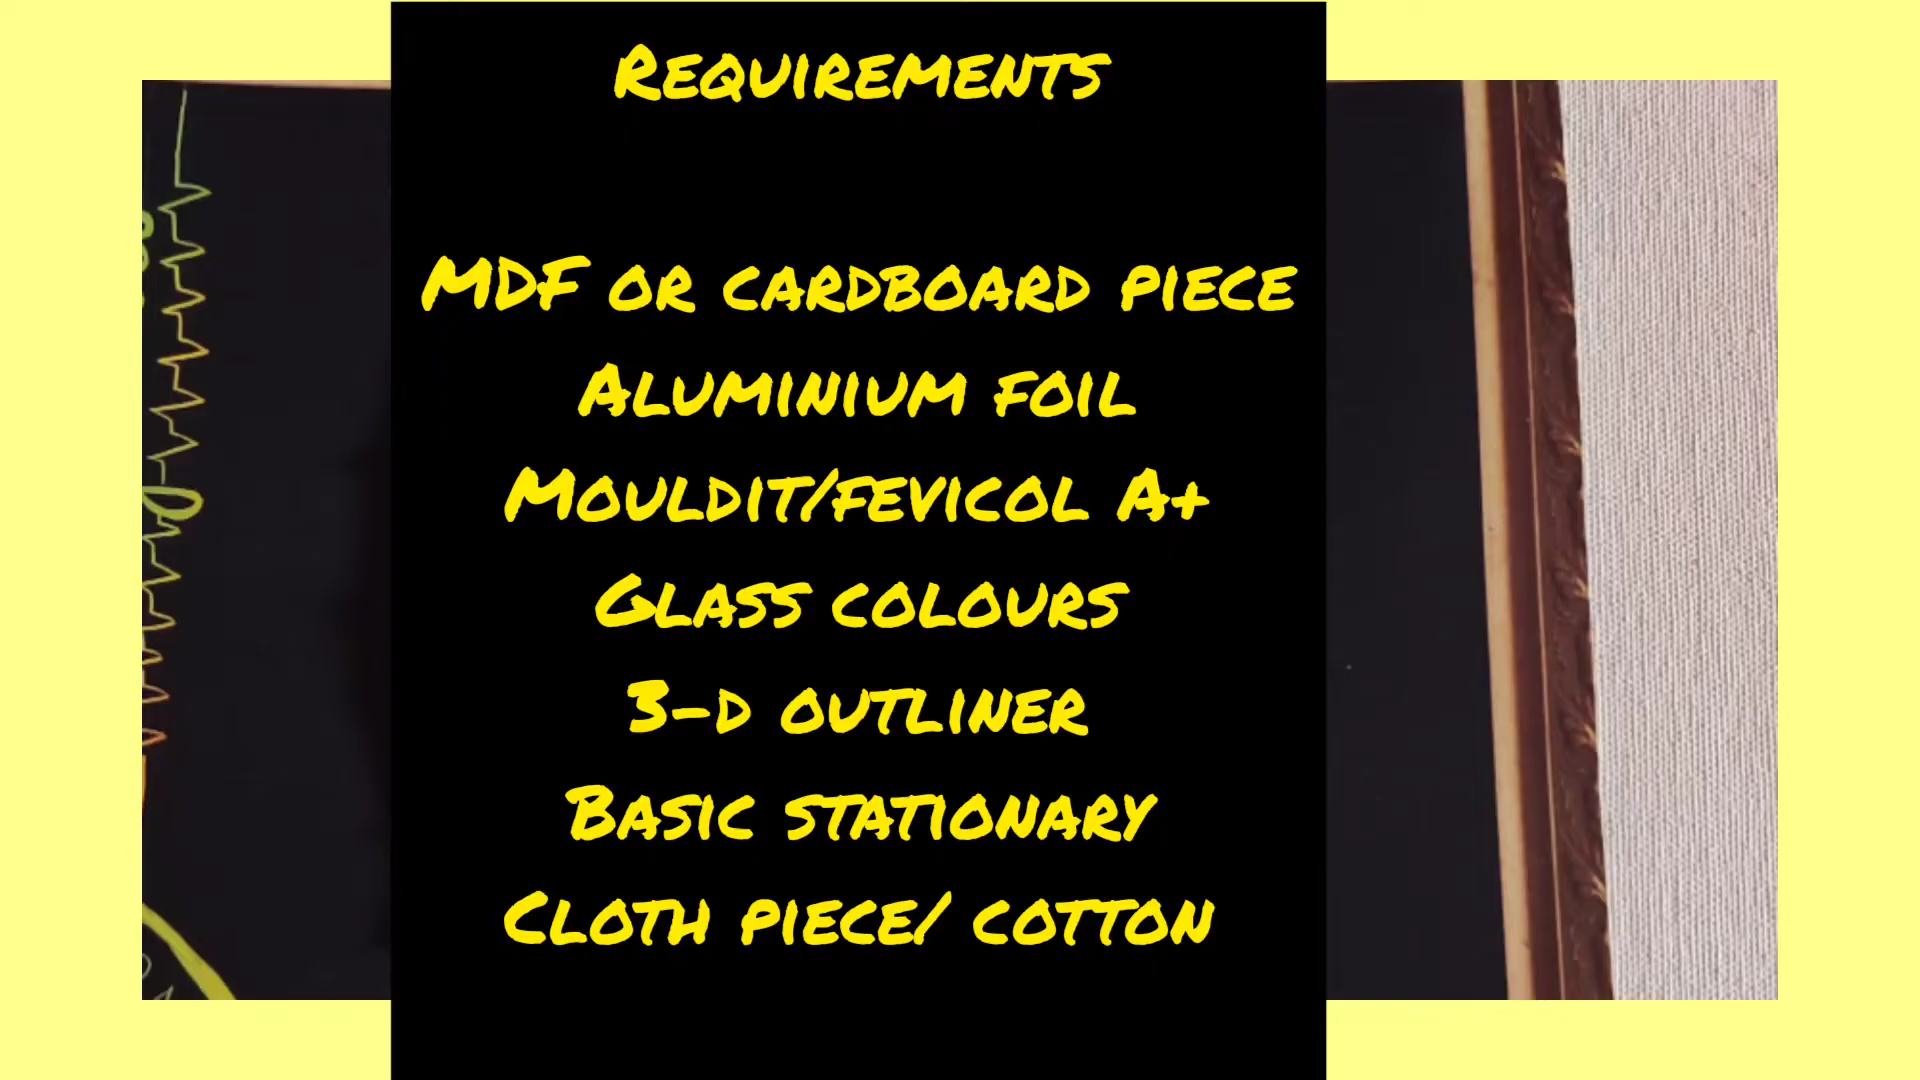 Requirements
MDF or cardboard piece
Aluminium foil
Mouldit/fevicol A+
Glass colours
3-d outliner
Basic stationary
Cloth piece/ cotton